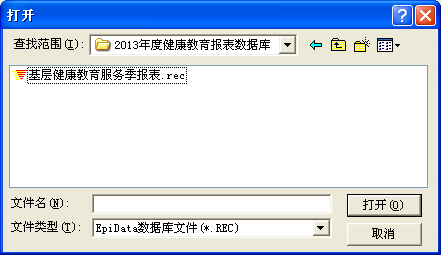 打开
查找范围(I): 2013年度健康教育报表数据库
基层健康教育服务季报表.rec
文件名(N): 打开(O)
文件类型(T): EpiData数据库文件(*.REC)
取消